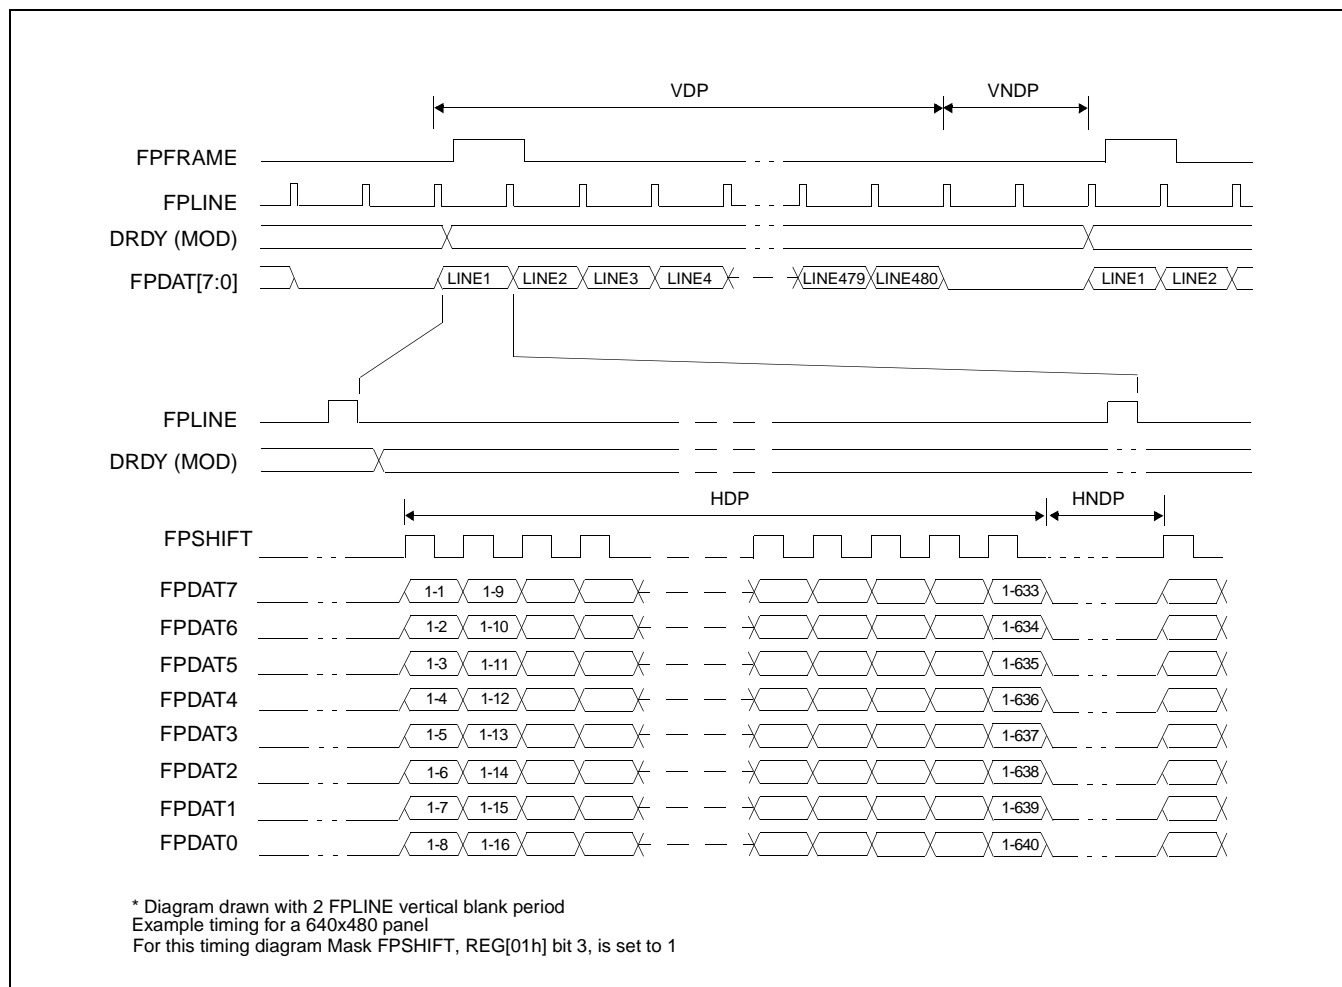 VDP VNDP
FPFRAME
FPLINE
DRDY (MOD)
FPDAT[7:0] LINE1 LINE2 LINE3 LINE4 LINE479 LINE480 LINE1 LINE2
FPLINE
DRDY (MOD)
HDP HNDP
FPSHIFT
FPDAT7 1-1 1-9 1-633
FPDAT6 1-2 1-10 1-634
FPDAT5 1-3 1-11 1-635
FPDAT4 1-4 1-12 1-636
FPDAT3 1-5 1-13 1-637
FPDAT2 1-6 1-14 1-638
FPDAT1 1-7 1-15 1-639
FPDAT0 1-8 1-16 1-640
* Diagram drawn with 2 FPLINE vertical blank period
Example timing for a 640x480 panel
For this timing diagram Mask FPSHIFT, REG[01h] bit 3, is set to 1